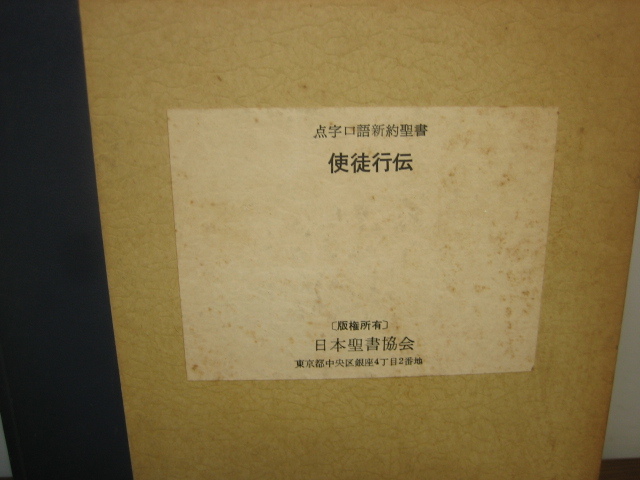 点字口語新約聖書
使徒行伝
〔版権所有〕
日本聖書協会
東京都中央区銀座4丁目2番地